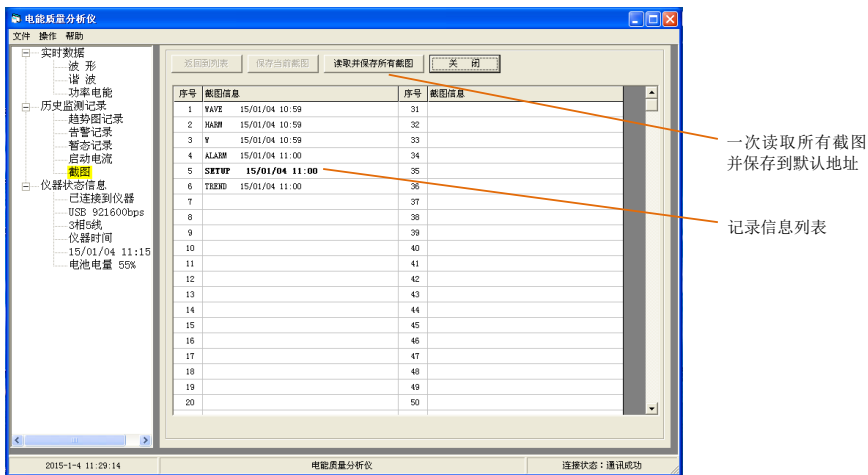 电能质量分析仪
文件 操作 帮助
实时数据
波 形
谐 波
功率电能
历史监测记录
趋势图记录
告警记录
暂态记录
启动电流
截图
仪器状态信息
已连接到仪器
USB 921600bps
3相5线
仪器时间
15/01/04 11:15
电池电量 55%
返回到列表 保存当前截图 读取并保存所有截图 关 闭
序号 截图信息 序号 截图信息
1 WAVE 15/01/04 10:59 31
2 HARM 15/01/04 10:59 32
3 V 15/01/04 10:59 33
4 ALARM 15/01/04 11:00 34
5 SETUP 15/01/04 11:00 35
6 TREND 15/01/04 11:00 36
7 37
8 38
9 39
10 40
11 41
12 42
13 43
14 44
15 45
16 46
17 47
18 48
19 49
20 50
一次读取所有截图
并保存到默认地址
记录信息列表
2015-1-4 11:29:14 电能质量分析仪 连接状态：通讯成功